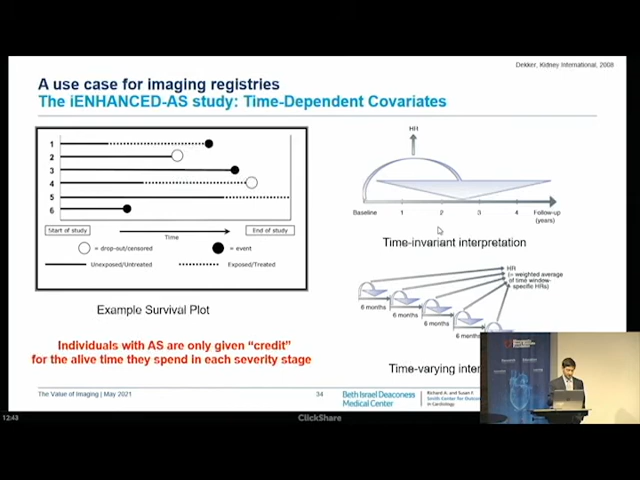 Dekker, Kidney International, 2008
A use case for imaging registries
The iENHANCED-AS study: Time-Dependent Covariates
1
2
3
4
5
6
Start of study
Time
End of study
= drop-out/censored
= event
Unexposed/Untreated
Exposed/Treated
Example Survival Plot
Individuals with AS are only given "credit"
for the alive time they spend in each severity stage
HR
Baseline 1 2 3 4 Follow-up
(years)
Time-invariant interpretation
HR
(= weighted average
of time window-
specific HRs)
6 months
6 months
6 months
6 months
Time-varying inter
The Value of Imaging | May 2021
34
Beth Israel Deaconess
Medical Center
Richard A. and Susan F.
Smith Center for
in Cardiology
12:43
ClickShare